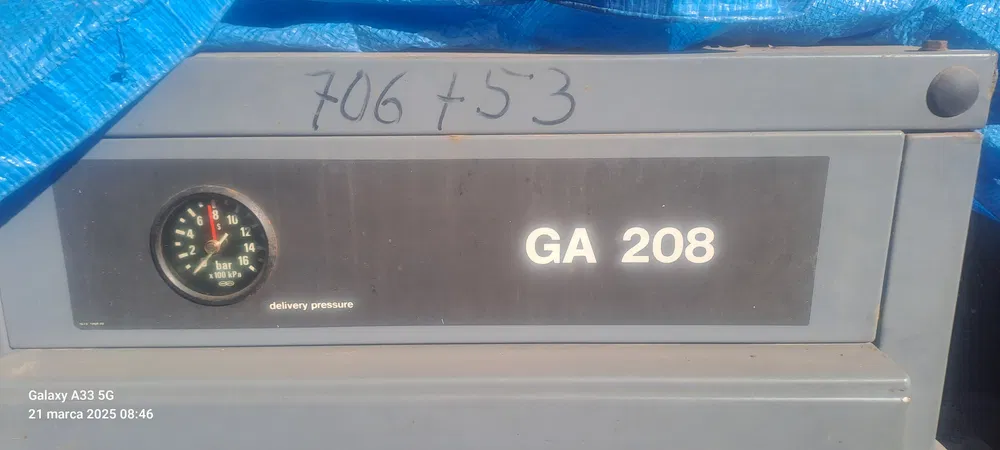 706 + 53
GA 208
2 4 6 8 10 12 14 16
bar
x100 kPa
delivery pressure
Galaxy A33 5G
21 marca 2025 08:46